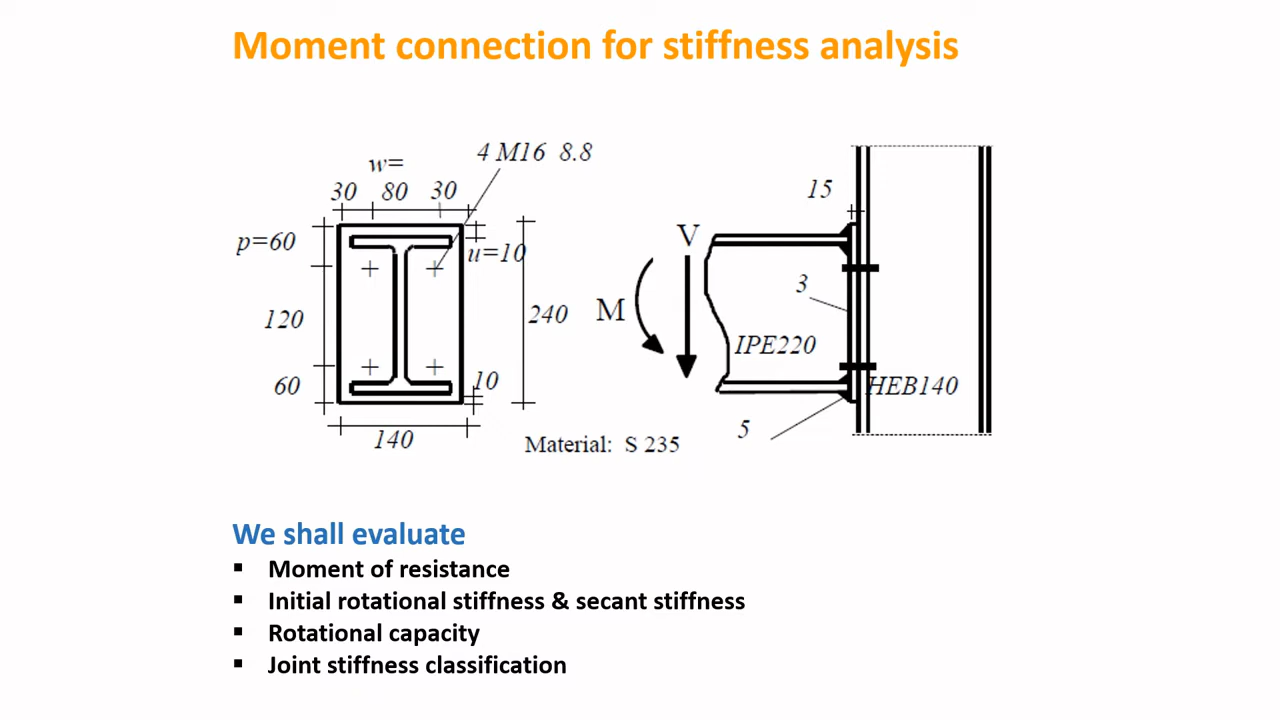 Moment connection for stiffness analysis
4 M16 8.8
w=
30 80 30
15
p=60
u=10
V
3
120
240
M
IPE220
60
10
HEB140
140
5
Material: S 235
We shall evaluate
▪ Moment of resistance
▪ Initial rotational stiffness & secant stiffness
▪ Rotational capacity
▪ Joint stiffness classification